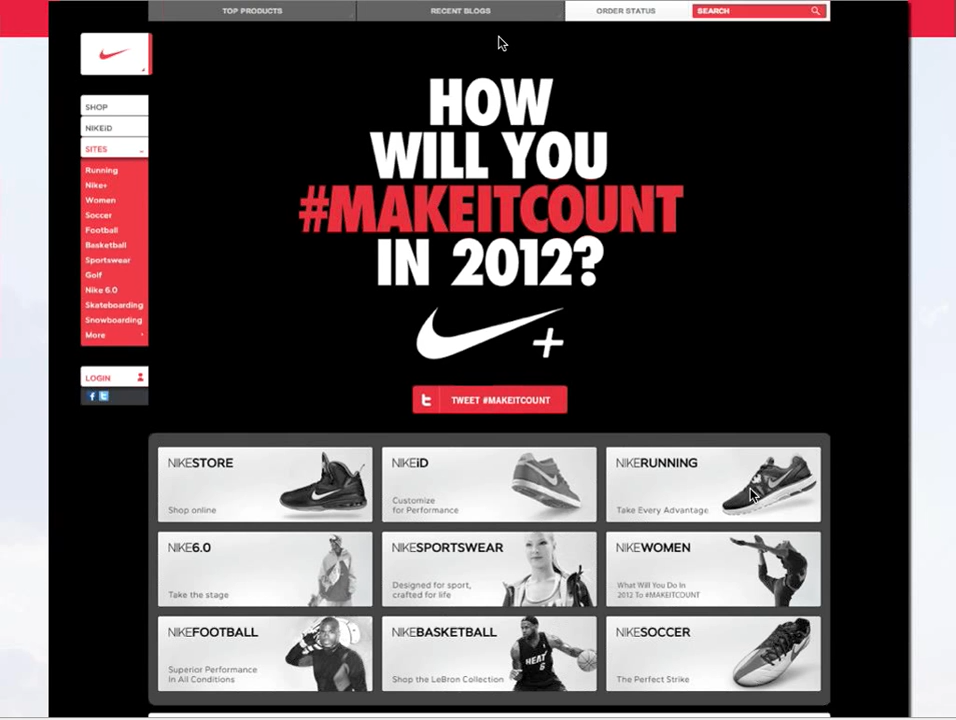 TOP PRODUCTS
RECENT BLOGS
ORDER STATUS
SEARCH
SHOP
NIKEiD
SITES
Running
Nike+
Women
Soccer
Football
Basketball
Sportswear
Golf
Nike 6.0
Skateboarding
Snowboarding
More
LOGIN
HOW
WILL YOU
#MAKEITCOUNT
IN 2012?
+
TWEET #MAKEITCOUNT
NIKESTORE
Shop online
NIKEiD
Customize
for Performance
NIKERUNNING
Take Every Advantage
NIKE6.0
Take the stage
NIKESPORTSWEAR
Designed for sport,
crafted for life
NIKEWOMEN
What Will You Do In
2012 To #MAKEITCOUNT
NIKEFOOTBALL
Superior Performance
In All Conditions
NIKEBASKETBALL
Shop the LeBron Collection
HEAT
6
NIKESOCCER
The Perfect Strike